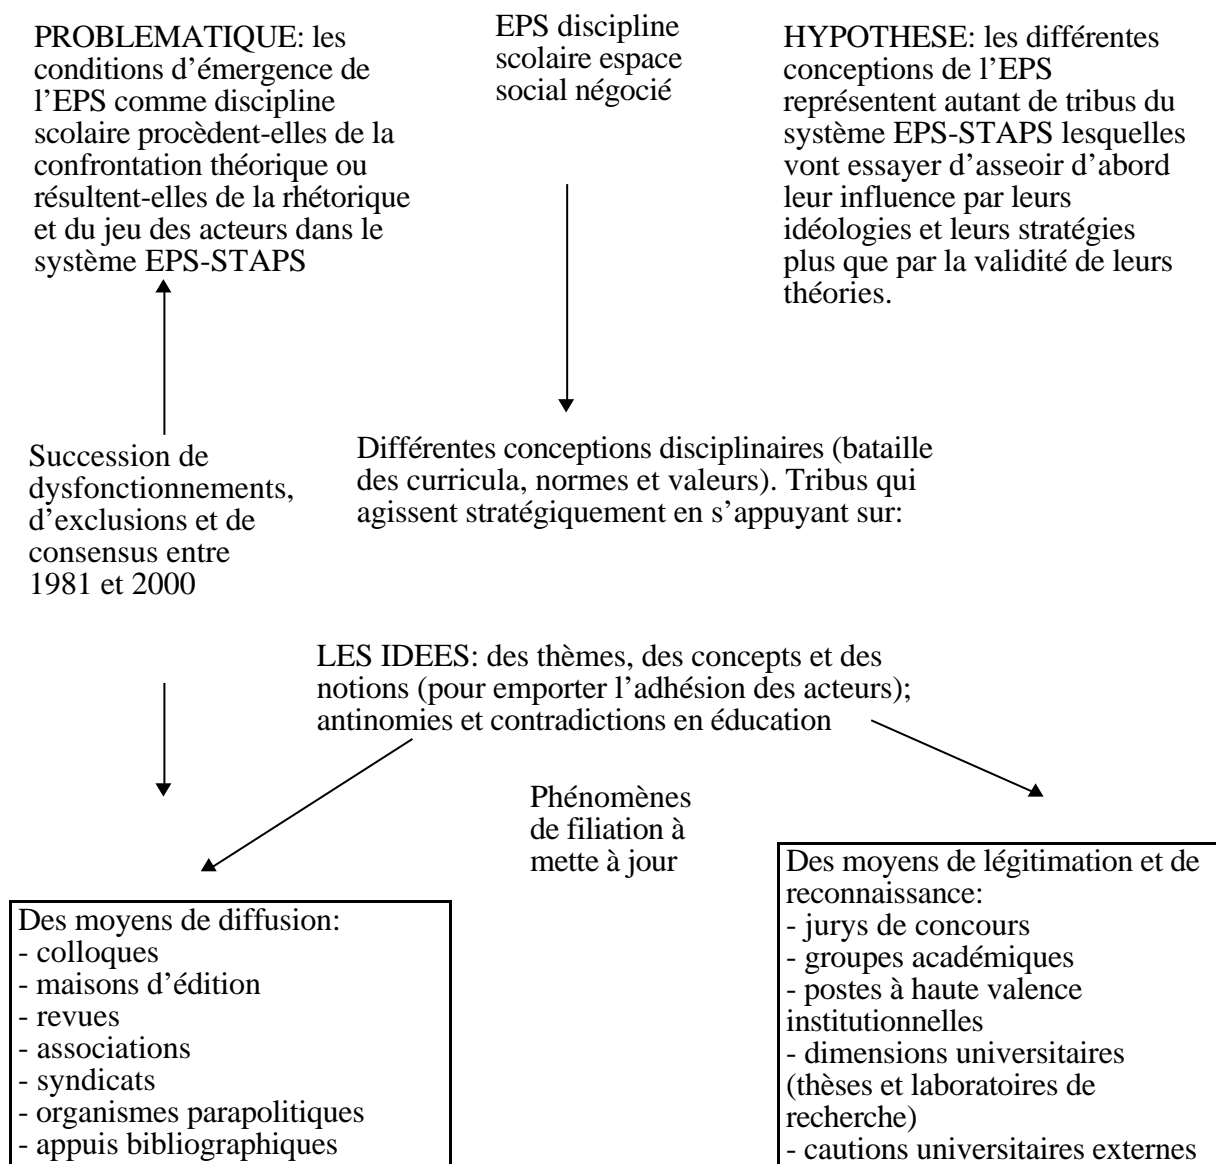 PROBLEMATIQUE: les
conditions d’émergence de
l’EPS comme discipline
scolaire procèdent-elles de la
confrontation théorique ou
résultent-elles de la rhétorique
et du jeu des acteurs dans le
système EPS-STAPS
EPS discipline
scolaire espace
social négocié
HYPOTHESE: les différentes
conceptions de l’EPS
représentent autant de tribus du
système EPS-STAPS lesquelles
vont essayer d’asseoir d’abord
leur influence par leurs
idéologies et leurs stratégies
plus que par la validité de leurs
théories.
Succession de
dysfonctionnements,
d’exclusions et de
consensus entre
1981 et 2000
Différentes conceptions disciplinaires (bataille
des curricula, normes et valeurs). Tribus qui
agissent stratégiquement en s’appuyant sur:
LES IDEES: des thèmes, des concepts et des
notions (pour emporter l’adhésion des acteurs);
antinomies et contradictions en éducation
Phénomènes
de filiation à
mette à jour
Des moyens de diffusion:
- colloques
- maisons d’édition
- revues
- associations
- syndicats
- organismes parapolitiques
- appuis bibliographiques
Des moyens de légitimation et de
reconnaissance:
- jurys de concours
- groupes académiques
- postes à haute valence
institutionnelles
- dimensions universitaires
(thèses et laboratoires de
recherche)
- cautions universitaires externes